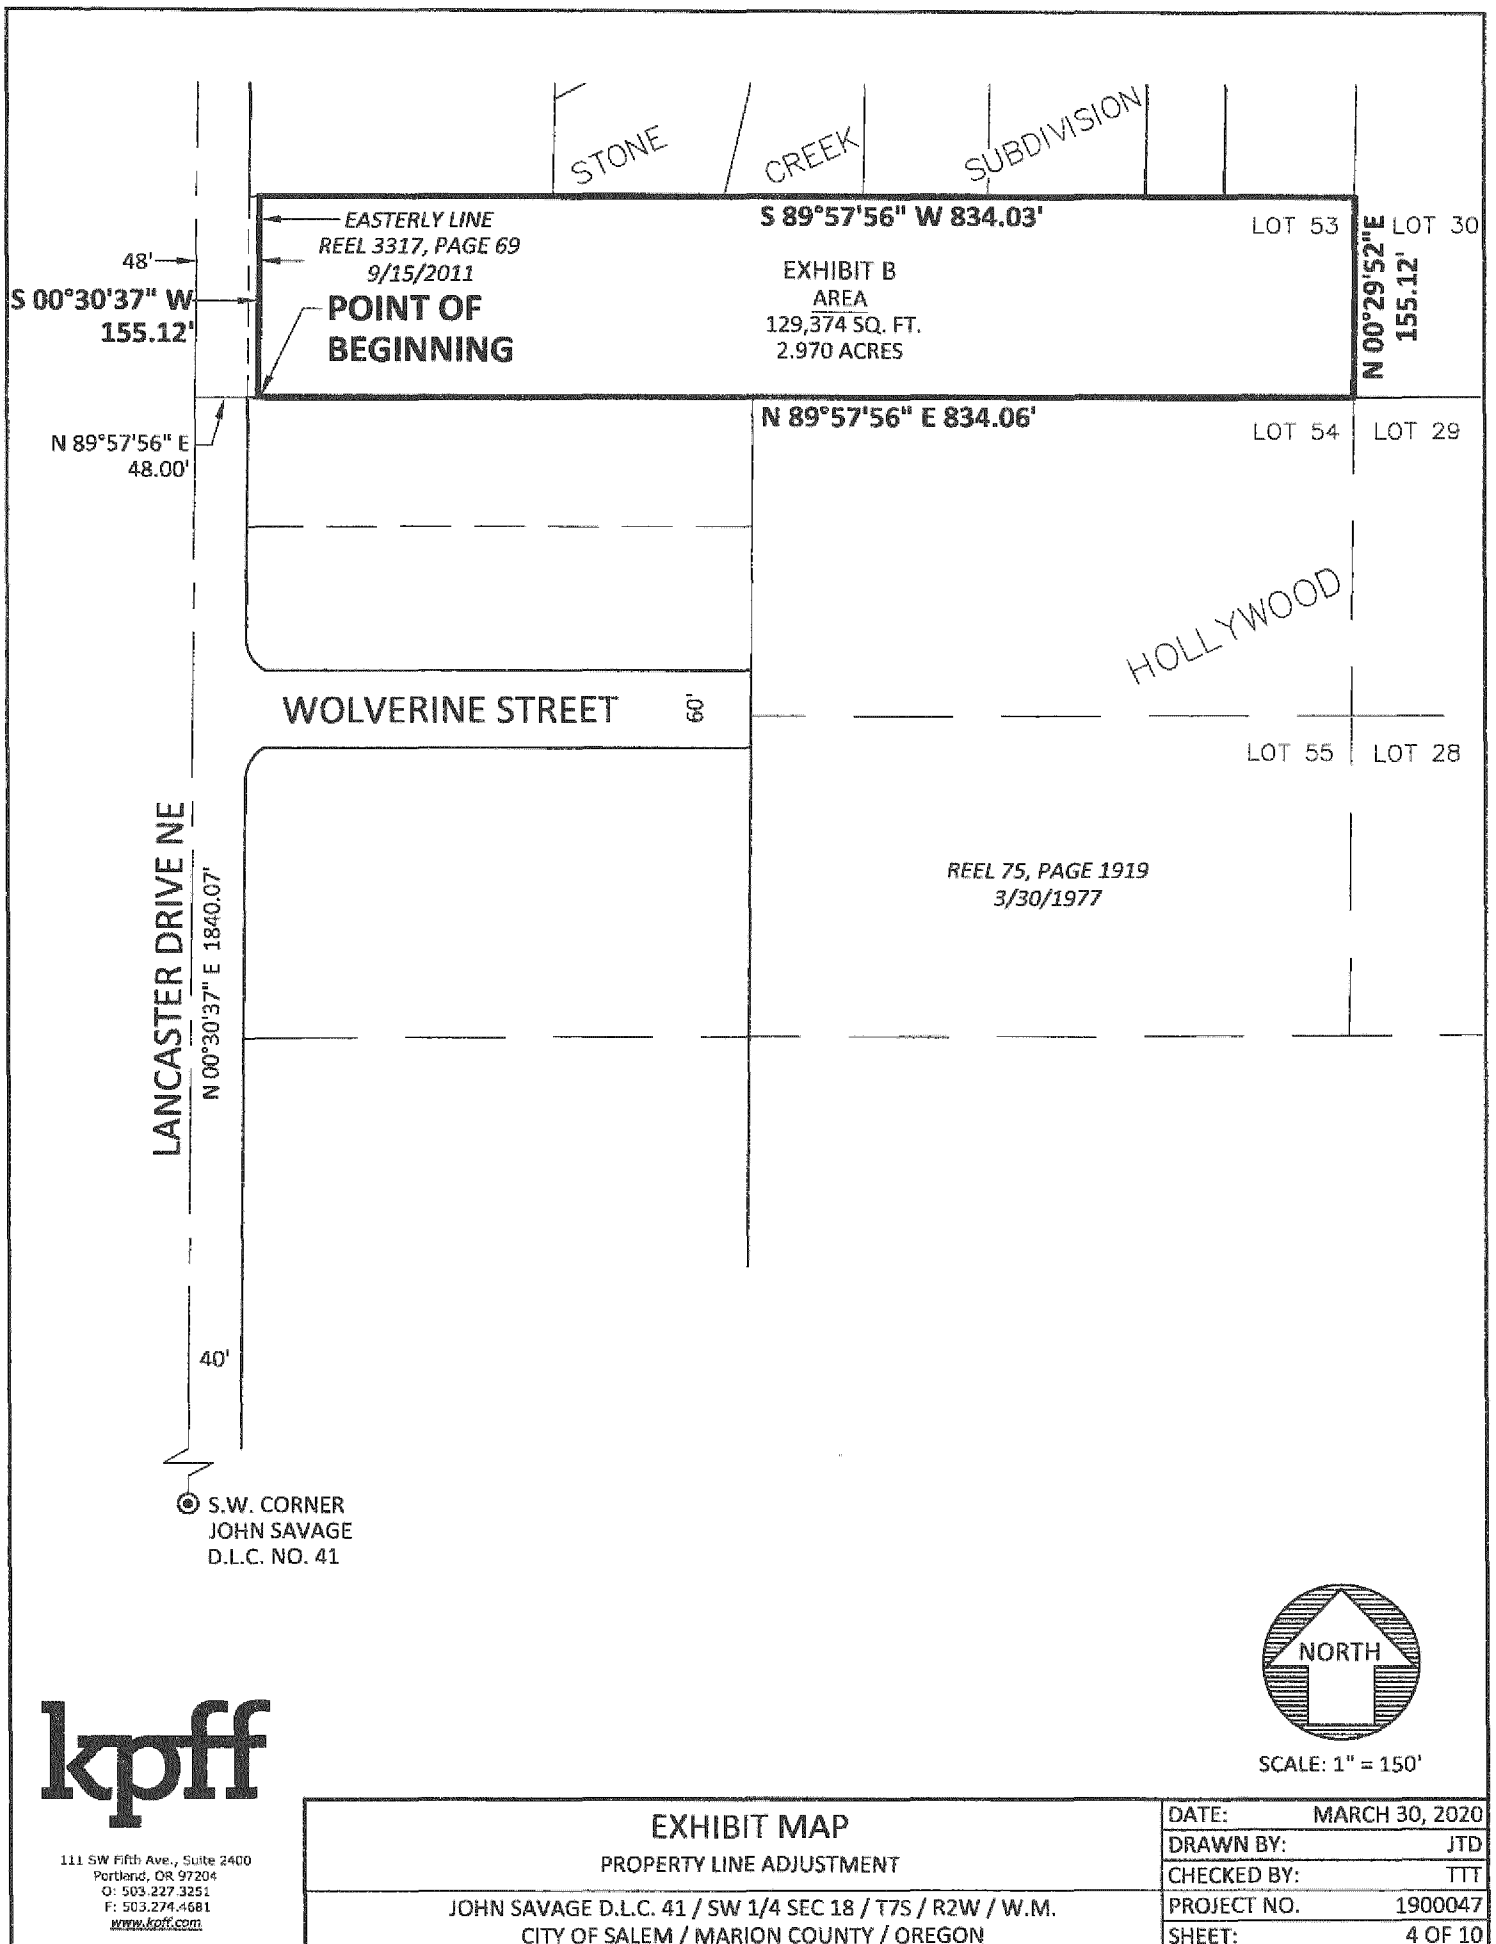 STONE CREEK SUBDIVISION
EASTERLY LINE
REEL 3317, PAGE 69
9/15/2011
48'
S 00°30'37" W
155.12'
POINT OF
BEGINNING
S 89°57'56" W 834.03'
EXHIBIT B
AREA
129,374 SQ. FT.
2.970 ACRES
LOT 53
LOT 30
N 00°29'52"E
155.12'
N 89°57'56" E
48.00'
N 89°57'56" E 834.06'
LOT 54
LOT 29
HOLLYWOOD
WOLVERINE STREET
60'
LOT 55
LOT 28
LANCASTER DRIVE NE
N 00°30'37" E 1840.07'
REEL 75, PAGE 1919
3/30/1977
40'
S.W. CORNER
JOHN SAVAGE
D.L.C. NO. 41
NORTH
SCALE: 1" = 150'
kpff
111 SW Fifth Ave., Suite 2400
Portland, OR 97204
O: 503.227.3251
F: 503.274.4681
www.kpff.com
EXHIBIT MAP
PROPERTY LINE ADJUSTMENT
JOHN SAVAGE D.L.C. 41 / SW 1/4 SEC 18 / T7S / R2W / W.M.
CITY OF SALEM / MARION COUNTY / OREGON
DATE: MARCH 30, 2020
DRAWN BY: JTD
CHECKED BY: TTT
PROJECT NO. 1900047
SHEET: 4 OF 10